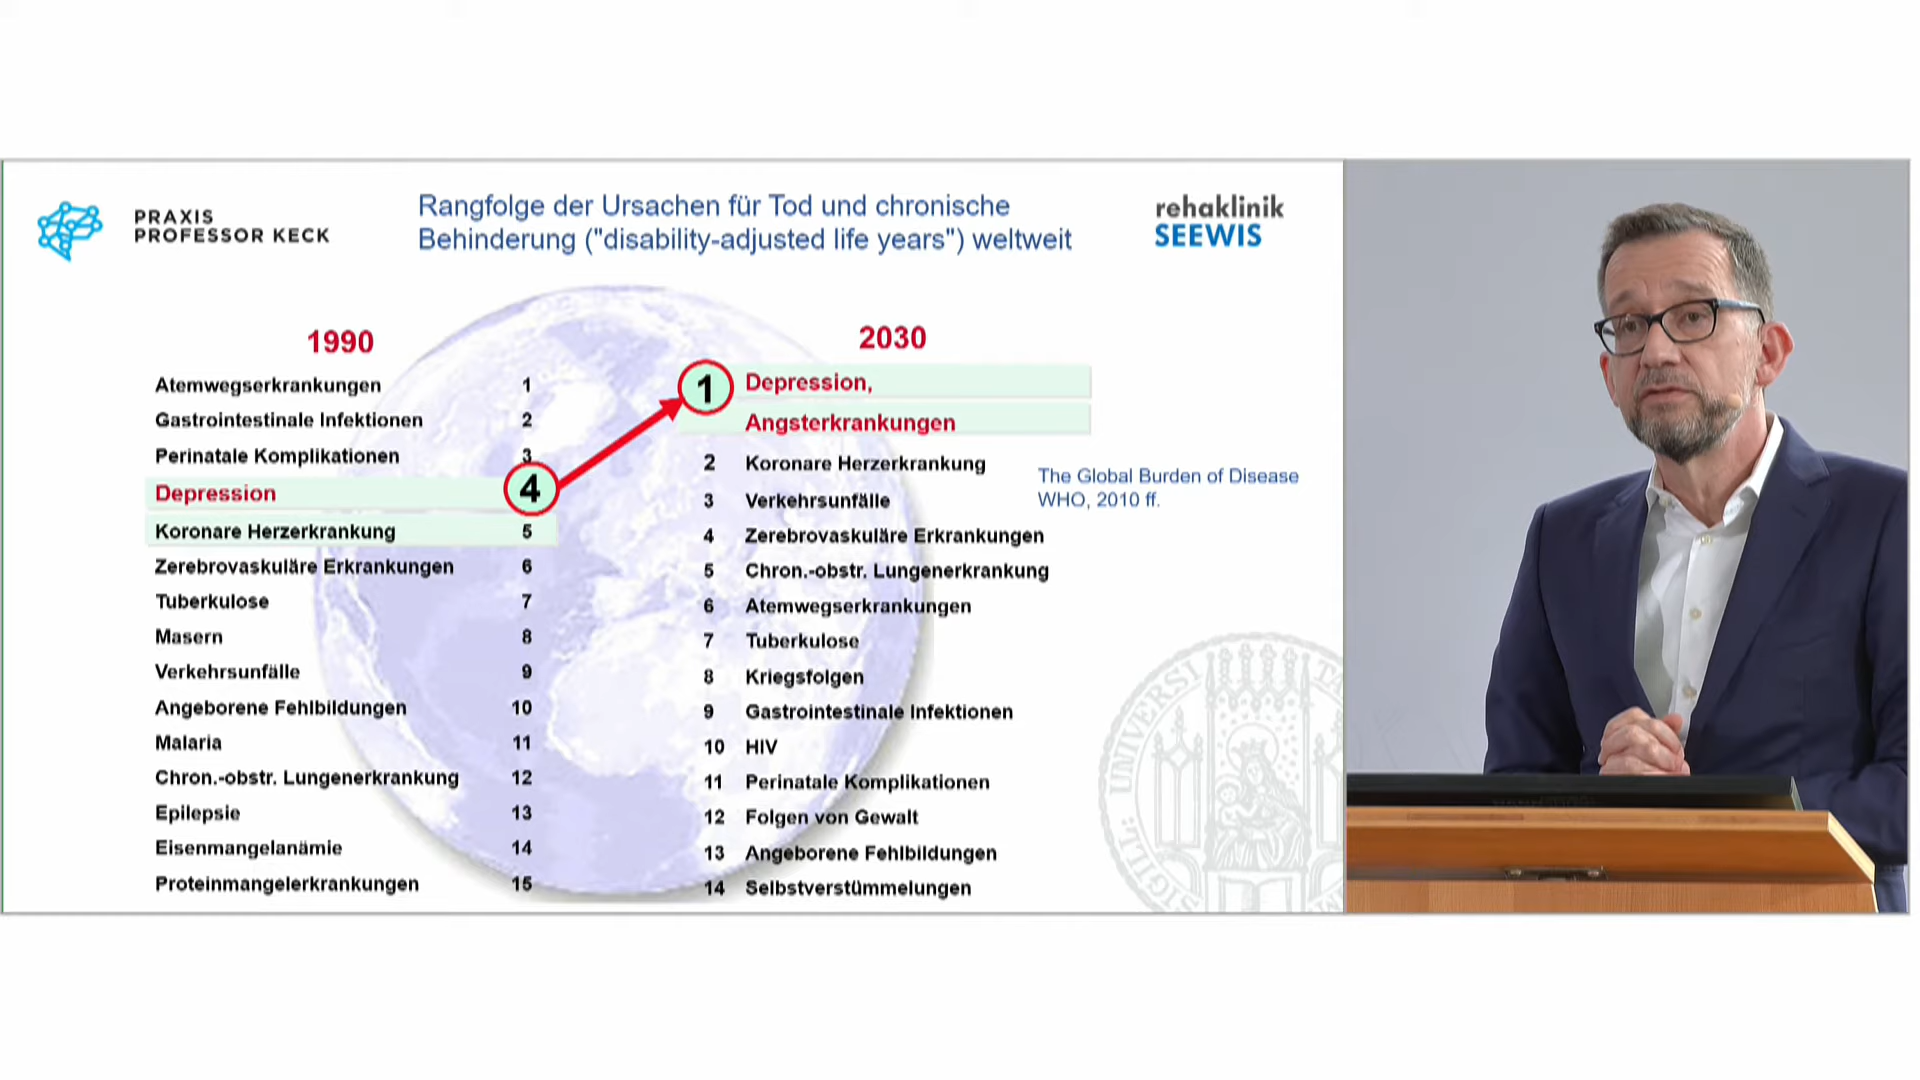 PRAXIS
PROFESSOR KECK
Rangfolge der Ursachen für Tod und chronische
Behinderung ("disability-adjusted life years") weltweit
rehaklinik
SEEWIS
1990
Atemwegserkrankungen 1
Gastrointestinale Infektionen 2
Perinatale Komplikationen 3
Depression 4
Koronare Herzerkrankung 5
Zerebrovaskuläre Erkrankungen 6
Tuberkulose 7
Masern 8
Verkehrsunfälle 9
Angeborene Fehlbildungen 10
Malaria 11
Chron.-obstr. Lungenerkrankung 12
Epilepsie 13
Eisenmangelanämie 14
Proteinmangelerkrankungen 15
2030
1 Depression,
Angsterkrankungen
2 Koronare Herzerkrankung
3 Verkehrsunfälle
4 Zerebrovaskuläre Erkrankungen
5 Chron.-obstr. Lungenerkrankung
6 Atemwegserkrankungen
7 Tuberkulose
8 Kriegsfolgen
9 Gastrointestinale Infektionen
10 HIV
11 Perinatale Komplikationen
12 Folgen von Gewalt
13 Angeborene Fehlbildungen
14 Selbstverstümmelungen
The Global Burden of Disease
WHO, 2010 ff.
SIGIL: UNIVERSITA